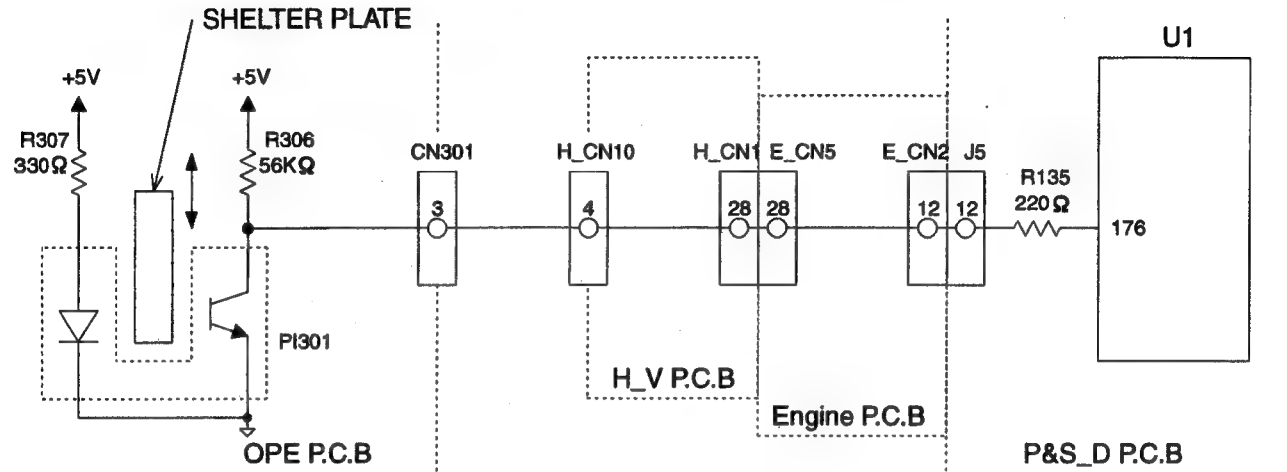 SHELTER PLATE
U1
+5V
+5V
R307
330Ω
R306
56KΩ
CN301
H_CN10
H_CN1
E_CN5
E_CN2
J5
R135
220Ω
3
4
28
28
12
12
176
PI301
H_V P.C.B
Engine P.C.B
OPE P.C.B
P&S_D P.C.B